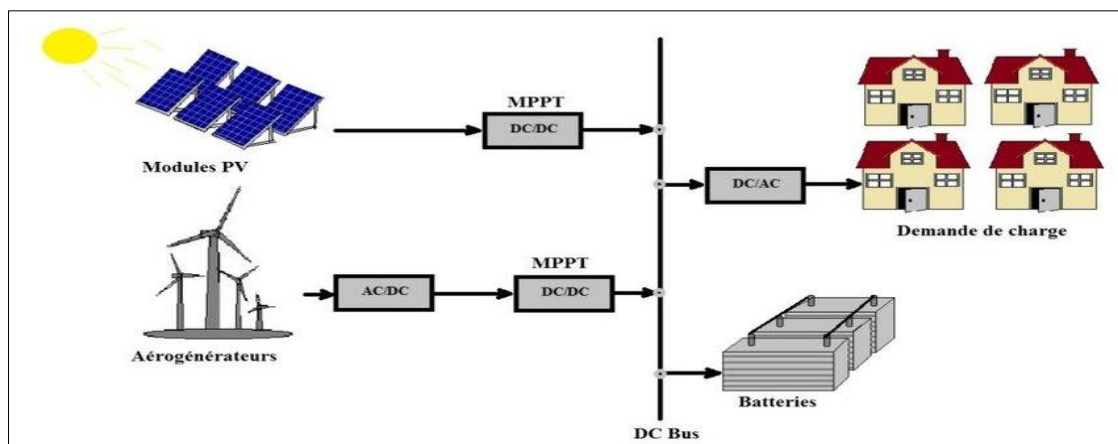 MPPT
DC/DC
Modules PV
DC/AC
Demande de charge
MPPT
AC/DC
DC/DC
Aérogénérateurs
Batteries
DC Bus